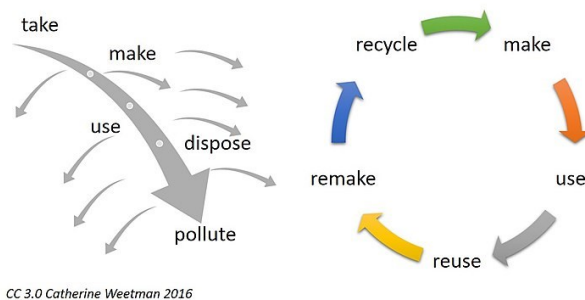 take
make
use
dispose
pollute
recycle
make
use
reuse
remake
CC 3.0 Catherine Weetman 2016